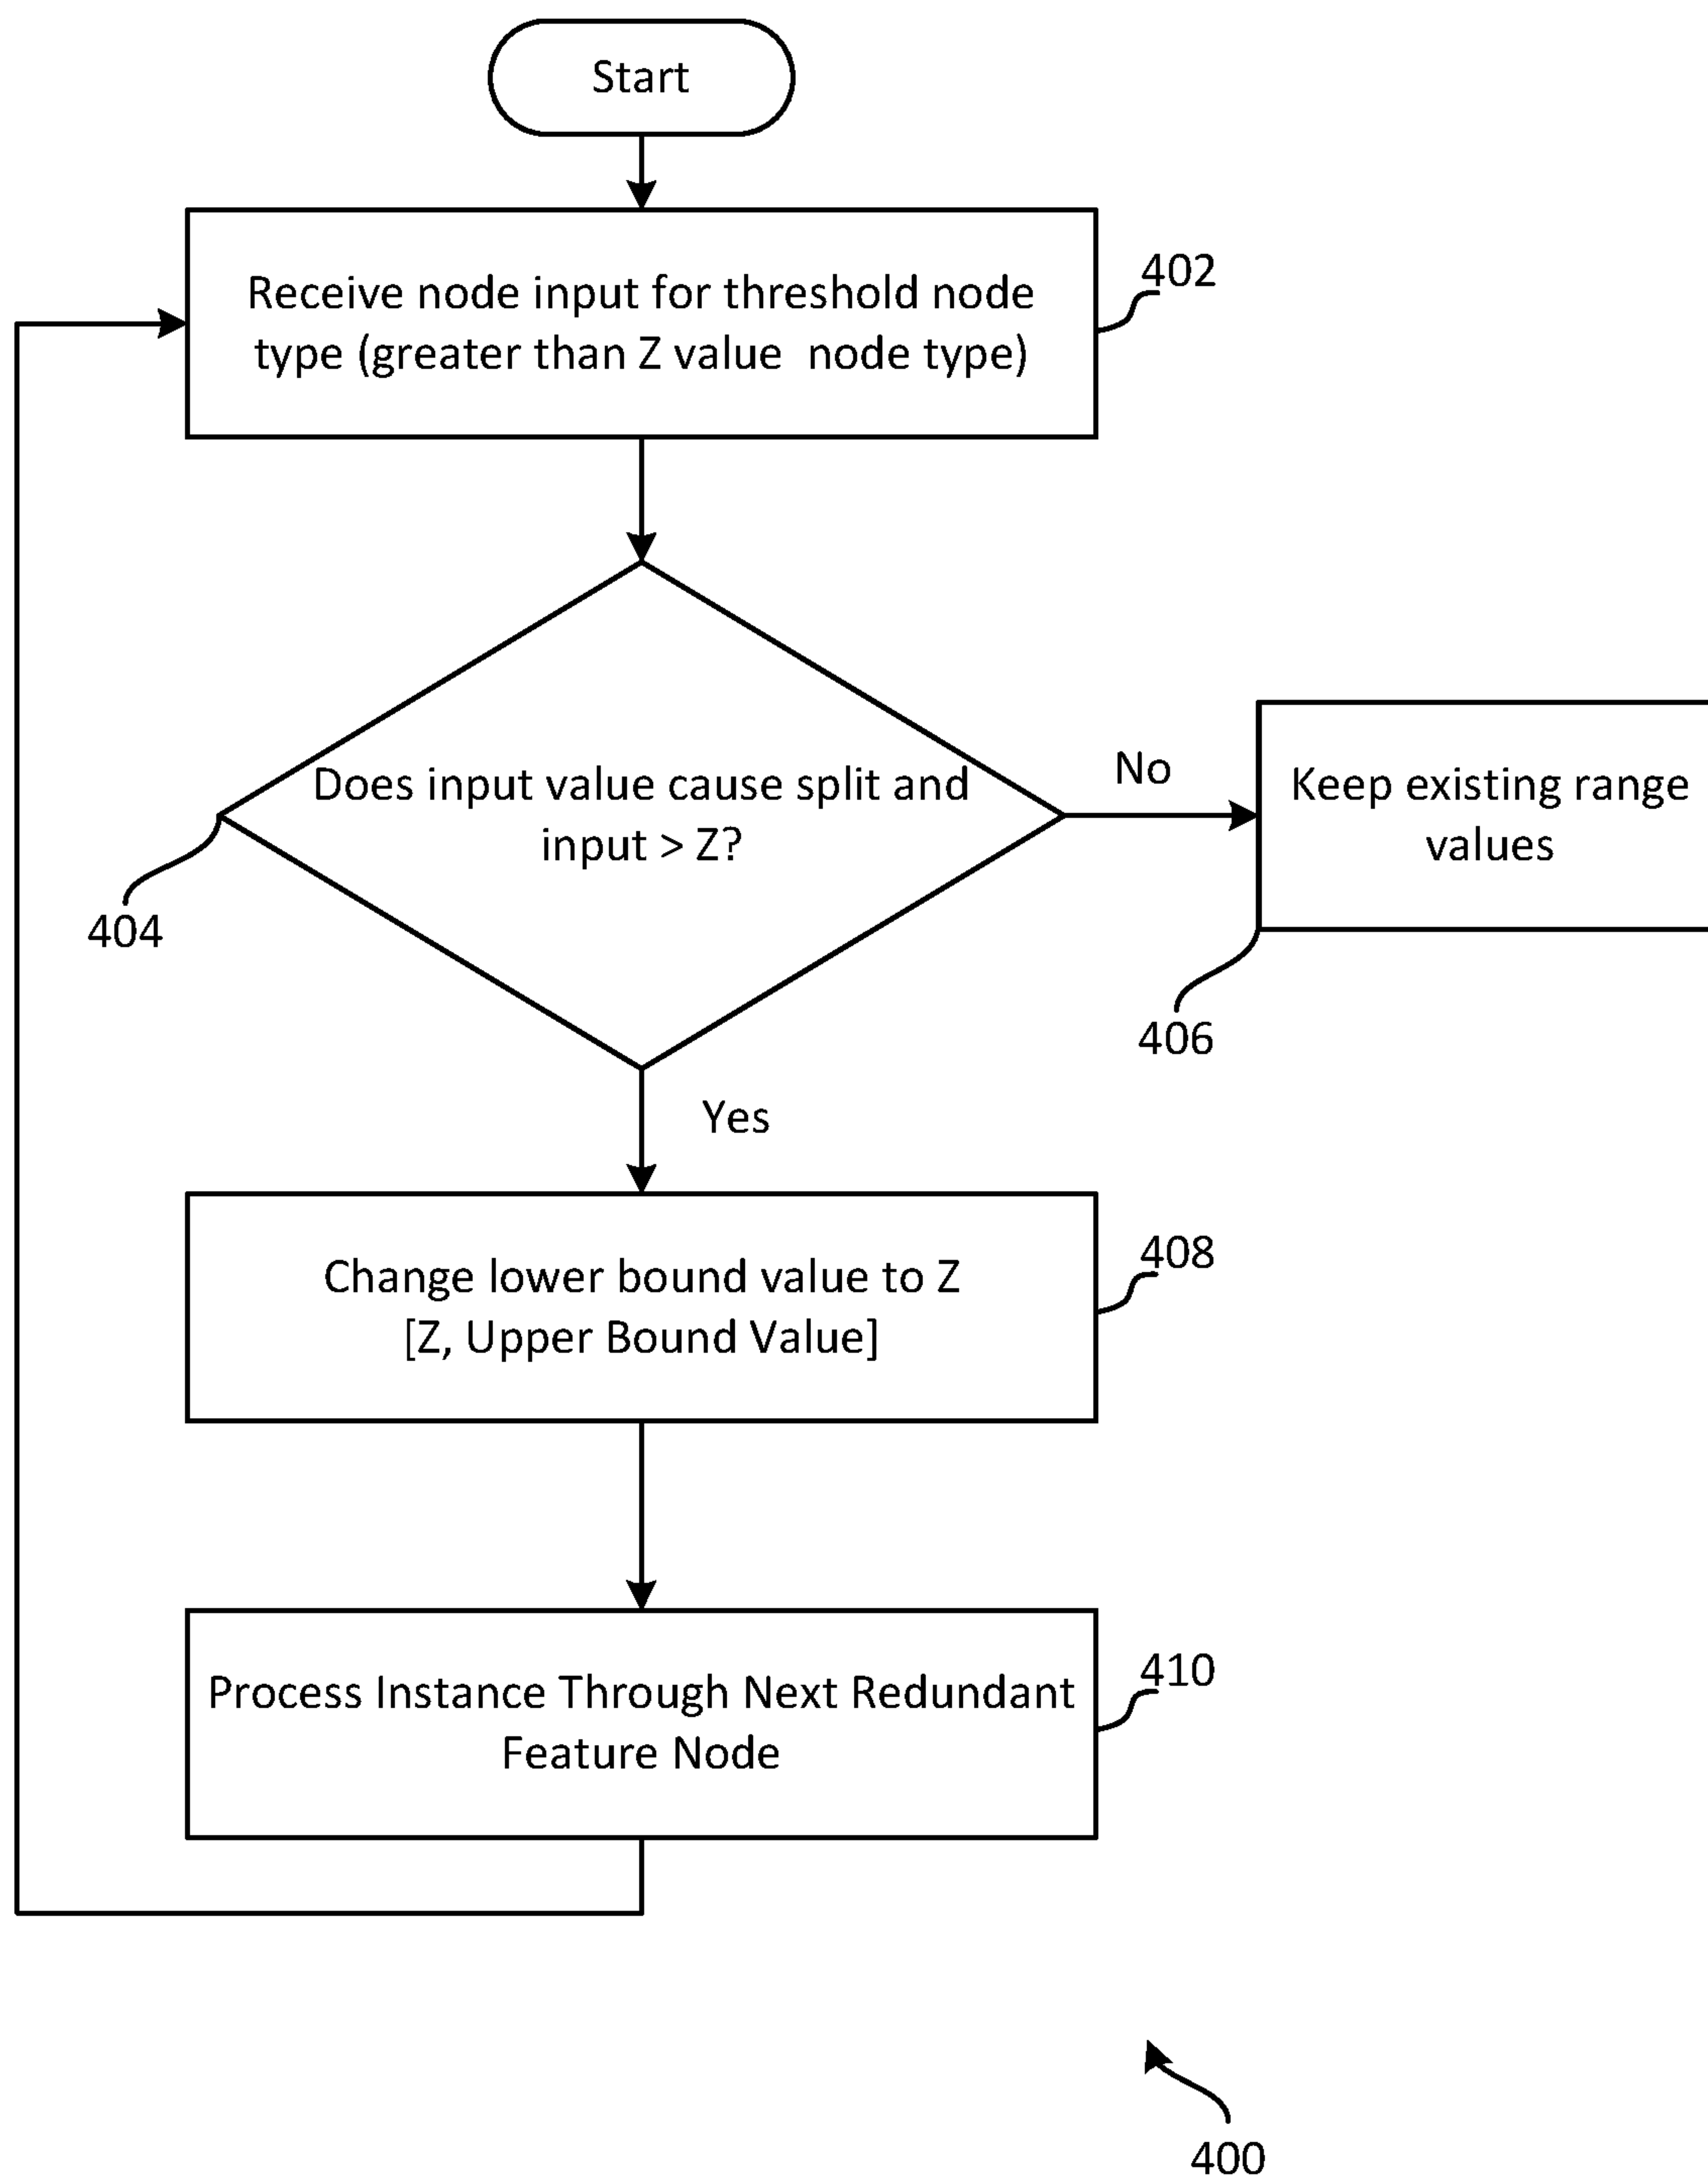 Start
Receive node input for threshold node
type (greater than Z value  node type)
402
Does input value cause split and
input > Z?
404
No
Keep existing range
values
406
Yes
Change lower bound value to Z
[Z, Upper Bound Value]
408
Process Instance Through Next Redundant
Feature Node
410
400